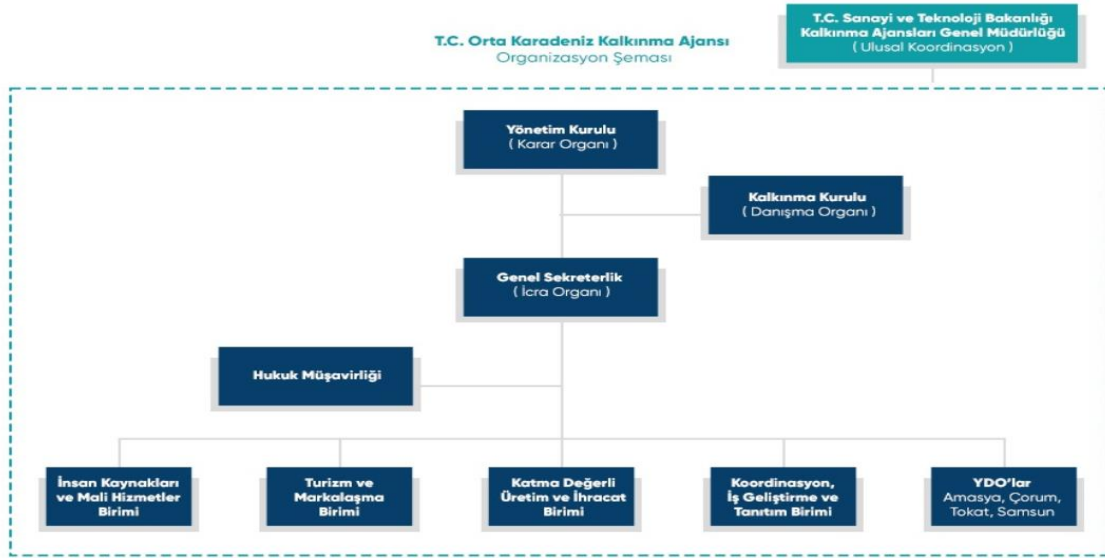 T.C. Sanayi ve Teknoloji Bakanlığı
Kalkınma Ajansları Genel Müdürlüğü
( Ulusal Koordinasyon )
T.C. Orta Karadeniz Kalkınma Ajansı
Organizasyon Şeması
Yönetim Kurulu
( Karar Organı )
Kalkınma Kurulu
( Danışma Organı )
Genel Sekreterlik
( İcra Organı )
Hukuk Müşavirliği
İnsan Kaynakları
ve Mali Hizmetler
Birimi
Turizm ve
Markalaşma
Birimi
Katma Değerli
Üretim ve İhracat
Birimi
Koordinasyon,
İş Geliştirme ve
Tanıtım Birimi
YDO'lar
Amasya, Çorum,
Tokat, Samsun